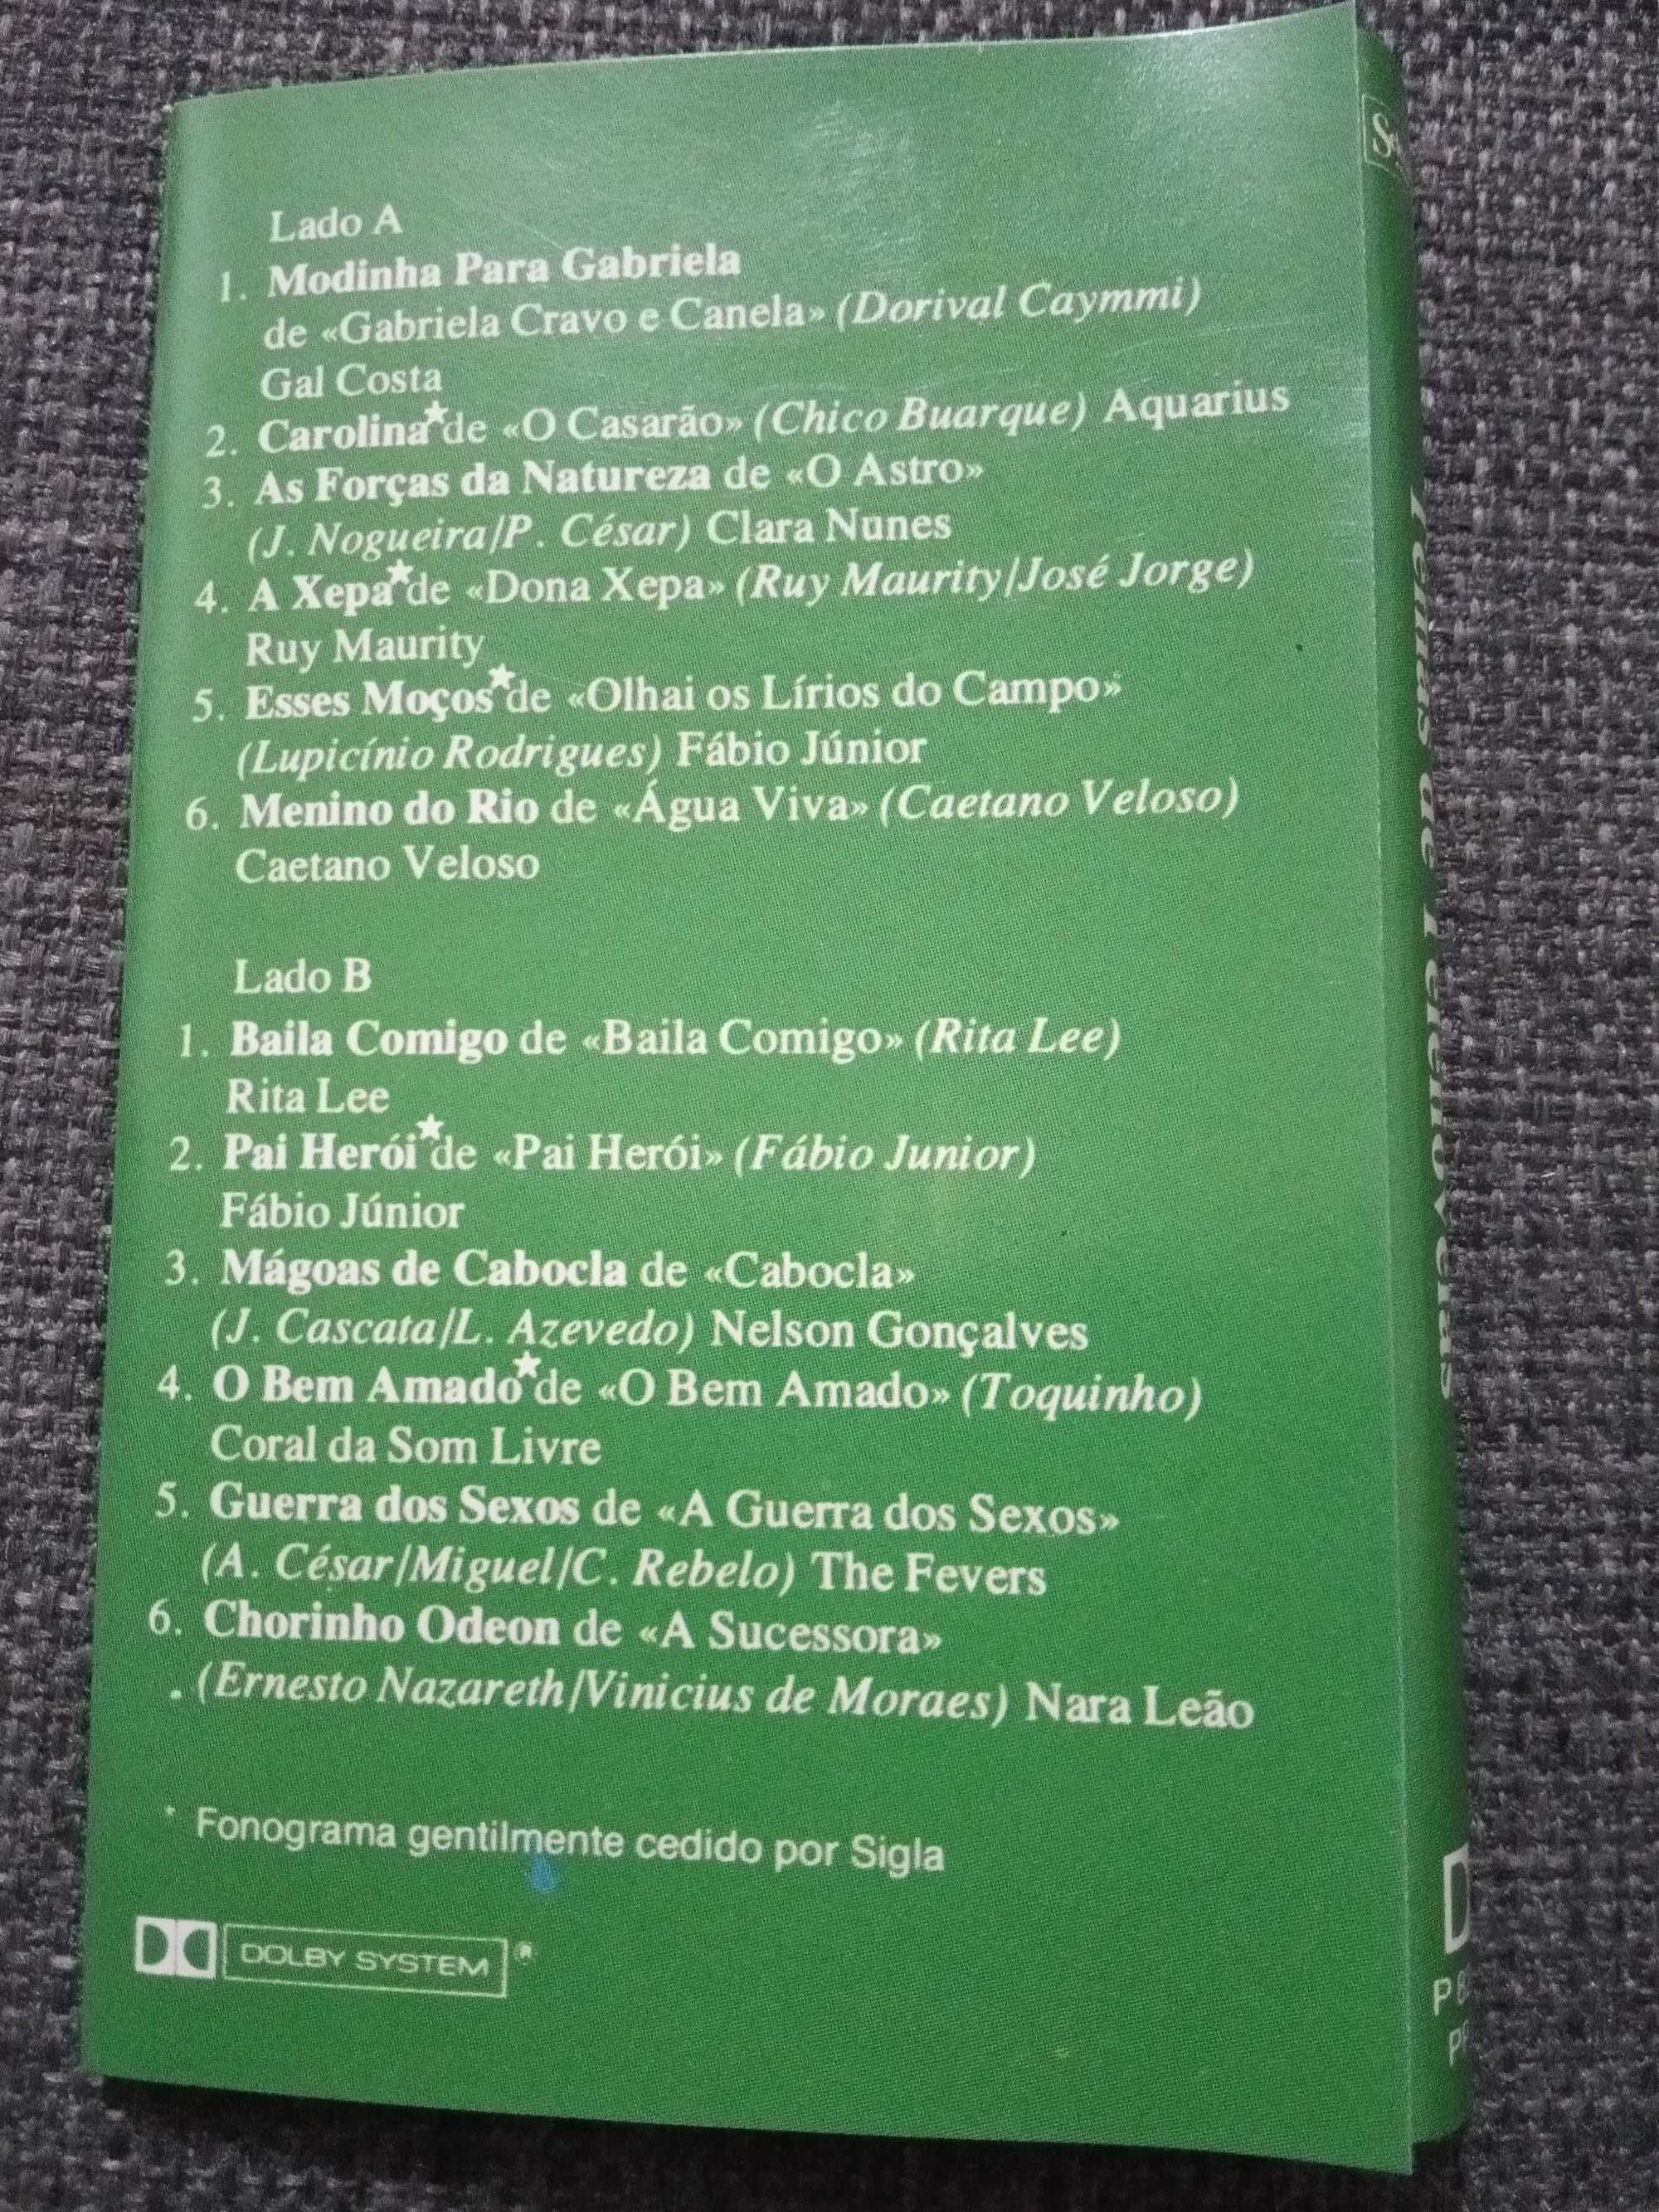 Lado A
1. Modinha Para Gabriela
de «Gabriela Cravo e Canela» (Dorival Caymmi)
Gal Costa
2. Carolina★de «O Casarão» (Chico Buarque) Aquarius
3. As Forças da Natureza de «O Astro»
(J. Nogueira/P. César) Clara Nunes
4. A Xepa★de «Dona Xepa» (Ruy Maurity/José Jorge)
Ruy Maurity
5. Esses Moços★de «Olhai os Lírios do Campo»
(Lupicínio Rodrigues) Fábio Júnior
6. Menino do Rio de «Água Viva» (Caetano Veloso)
Caetano Veloso
Lado B
1. Baila Comigo de «Baila Comigo» (Rita Lee)
Rita Lee
2. Pai Herói★de «Pai Herói» (Fábio Junior)
Fábio Júnior
3. Mágoas de Cabocla de «Cabocla»
(J. Cascata/L. Azevedo) Nelson Gonçalves
4. O Bem Amado★de «O Bem Amado» (Toquinho)
Coral da Som Livre
5. Guerra dos Sexos de «A Guerra dos Sexos»
(A. César/Miguel/C. Rebelo) The Fevers
6. Chorinho Odeon de «A Sucessora»
. (Ernesto Nazareth/Vinicius de Moraes) Nara Leão
* Fonograma gentilmente cedido por Sigla
DOLBY SYSTEM ®
Temas de Telenovelas